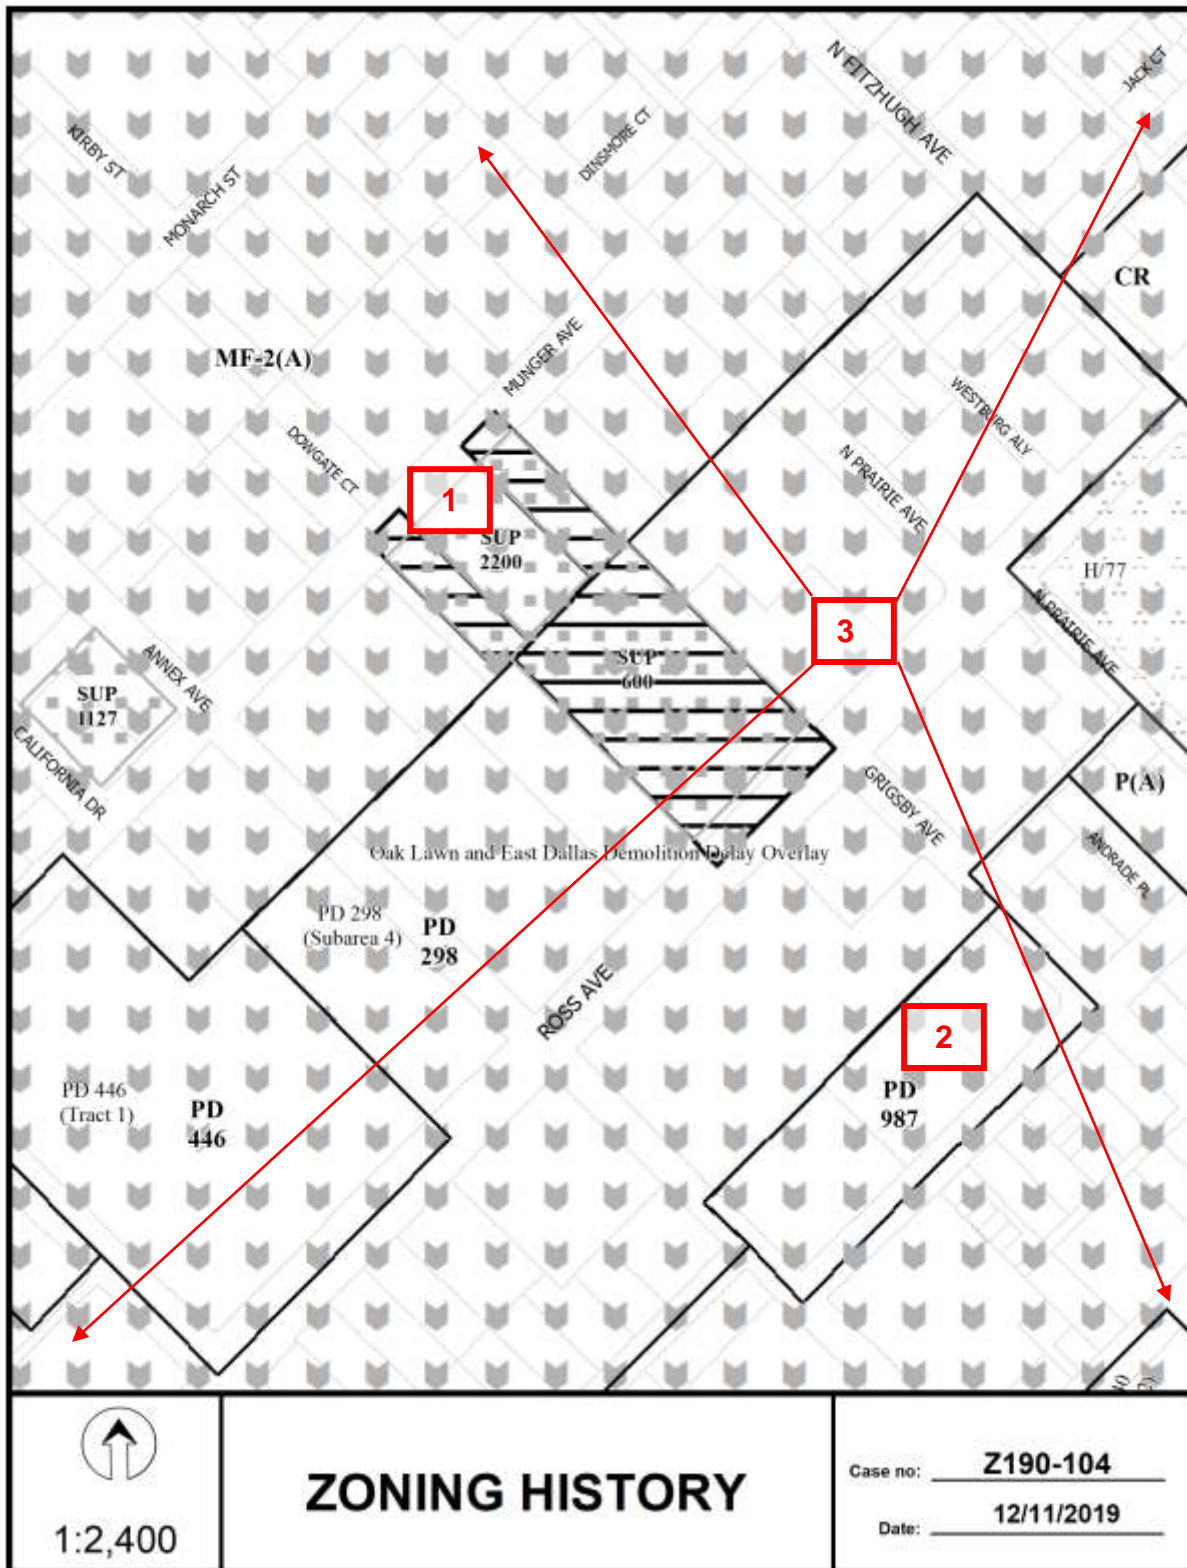 N FITZHUGH AVE
JACK CT
KIRBY ST
MONARCH ST
DINSMORE CT
CR
MF-2(A)
MUNGER AVE
WESTBURG ALY
DOWGATE CT
N PRAIRIE AVE
1
SUP
2200
H/77
3
N PRAIRIE AVE
ANNEX AVE
SUP
1127
SUP
600
CALIFORNIA DR
P(A)
GRIGSBY AVE
ANDRADE PL
Oak Lawn and East Dallas Demolition Delay Overlay
PD 298
(Subarea 4)
PD
298
ROSS AVE
2
PD 446
(Tract 1)
PD
446
PD
987
1:2,400
ZONING HISTORY
Case no: Z190-104
Date: 12/11/2019